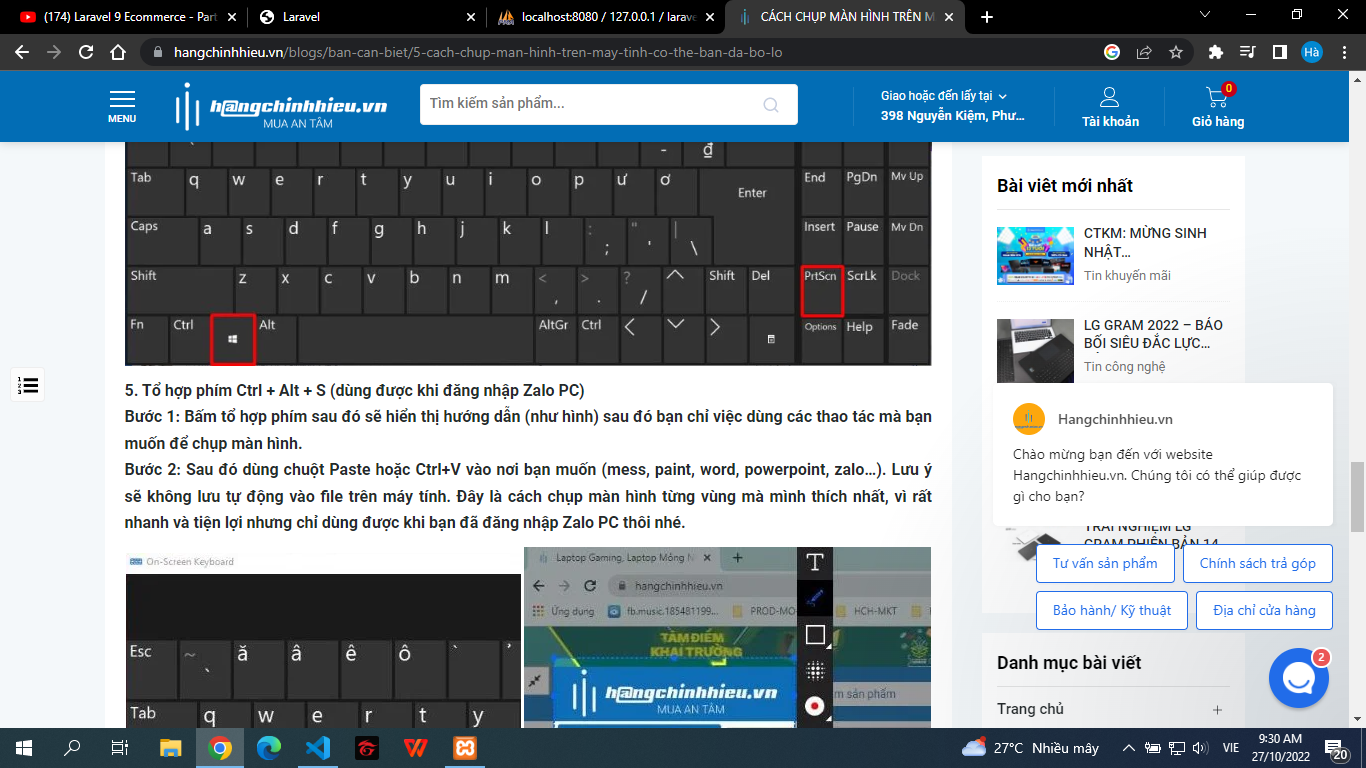 (174) Laravel 9 Ecommerce - Part
Laravel
localhost:8080 / 127.0.0.1 / larave
CÁCH CHỤP MÀN HÌNH TRÊN M
hangchinhhieu.vn/blogs/ban-can-biet/5-cach-chup-man-hinh-tren-may-tinh-co-the-ban-da-bo-lo
Hà
MENU
h@ngchinhhieu.vn
MUA AN TÂM
Tìm kiếm sản phẩm...
Giao hoặc đến lấy tại
398 Nguyễn Kiệm, Phư...
Tài khoản
0
Giỏ hàng
- ₫
Tab q w e r t y u i o p ư ơ Enter End PgDn Mv Up
Caps a s d f g h j k l : ; " ' | \ Insert Pause Mv Dn
Shift z x c v b n m < , > . ? / Shift Del PrtScn ScrLk Dock
Fn Ctrl Alt AltGr Ctrl Options Help Fade
5. Tổ hợp phím Ctrl + Alt + S (dùng được khi đăng nhập Zalo PC)
Bước 1: Bấm tổ hợp phím sau đó sẽ hiển thị hướng dẫn (như hình) sau đó bạn chỉ việc dùng các thao tác mà bạn
muốn để chụp màn hình.
Bước 2: Sau đó dùng chuột Paste hoặc Ctrl+V vào nơi bạn muốn (mess, paint, word, powerpoint, zalo…). Lưu ý
sẽ không lưu tự động vào file trên máy tính. Đây là cách chụp màn hình từng vùng mà mình thích nhất, vì rất
nhanh và tiện lợi nhưng chỉ dùng được khi bạn đã đăng nhập Zalo PC thôi nhé.
On-Screen Keyboard
Esc ~ ` ă â ê ô
Tab q w e r t y
Laptop Gaming, Laptop Mỏng N
hangchinhhieu.vn
Ứng dụng fb.music.185481199... PROD-MO HCH-MKT
TÂM ĐIỂM
KHAI TRƯƠNG
h@ngchinhhieu.vn
MUA AN TÂM
m sản phẩm
T
Bài viêt mới nhất
CTKM: MỪNG SINH
NHẬT...
Tin khuyến mãi
LG GRAM 2022 – BÁO
BỐI SIÊU ĐẮC LỰC...
Tin công nghệ
Hangchinhhieu.vn
Chào mừng bạn đến với website
Hangchinhhieu.vn. Chúng tôi có thể giúp được
gì cho bạn?
TRẢI NGHIỆM LG
GRAM PHIÊN BẢN 14
Tư vấn sản phẩm
Chính sách trả góp
Bảo hành/ Kỹ thuật
Địa chỉ cửa hàng
2
Danh mục bài viết
Trang chủ
27°C Nhiều mây
VIE
9:30 AM
27/10/2022
20